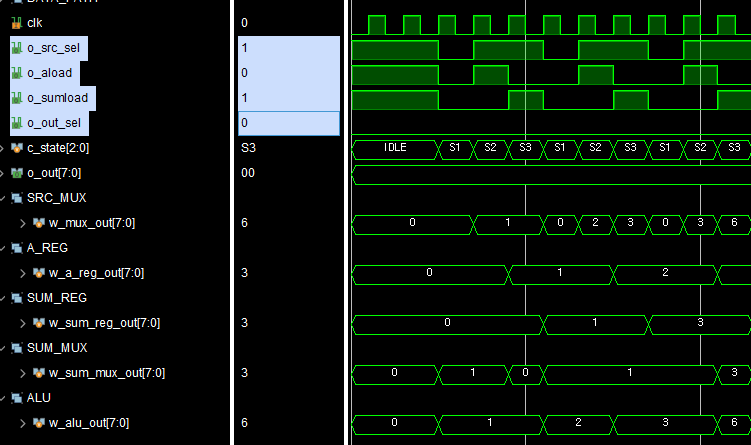 DATA_PATH
clk 0
o_src_sel 1
o_aload 0
o_sumload 1
o_out_sel 0
c_state[2:0] S3 IDLE S1 S2 S3 S1 S2 S3 S1 S2 S3
o_out[7:0] 00
SRC_MUX
w_mux_out[7:0] 6 0 1 0 2 3 0 3 6
A_REG
w_a_reg_out[7:0] 3 0 1 2
SUM_REG
w_sum_reg_out[7:0] 3 0 1 3
SUM_MUX
w_sum_mux_out[7:0] 3 0 1 0 1 3
ALU
w_alu_out[7:0] 6 0 1 2 3 6